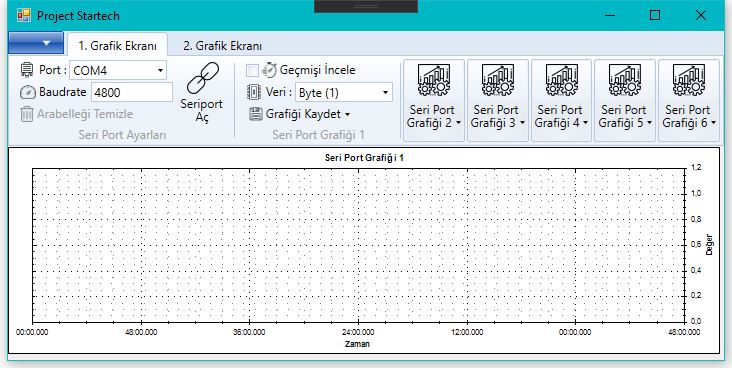 Project Startech
1. Grafik Ekranı
2. Grafik Ekranı
Port : COM4
Baudrate 4800
Arabelleği Temizle
Seriport
Aç
Seri Port Ayarları
Geçmişi İncele
Veri : Byte (1)
Grafiği Kaydet
Seri Port Grafiği 1
Seri Port
Grafiği 2
Seri Port
Grafiği 3
Seri Port
Grafiği 4
Seri Port
Grafiği 5
Seri Port
Grafiği 6
Seri Port Grafiği 1
1,2
1,0
0,8
0,6
0,4
0,2
0,0
Değer
00:00.000 48:00.000 36:00.000 24:00.000 12:00.000 00:00.000 48:00.000
Zaman